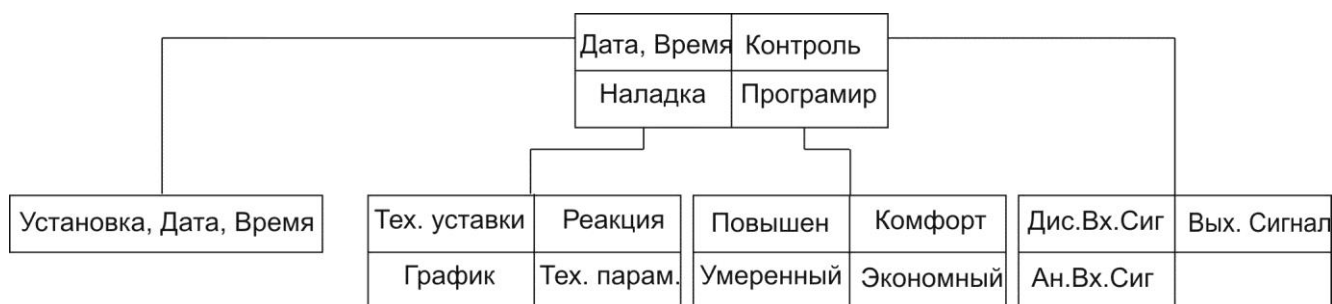 Дата, Время Контроль
Наладка Програмир
Установка, Дата, Время
Тех. уставки Реакция
График Тех. парам.
Повышен Комфорт
Умеренный Экономный
Дис.Вх.Сиг Вых. Сигнал
Ан.Вх.Сиг